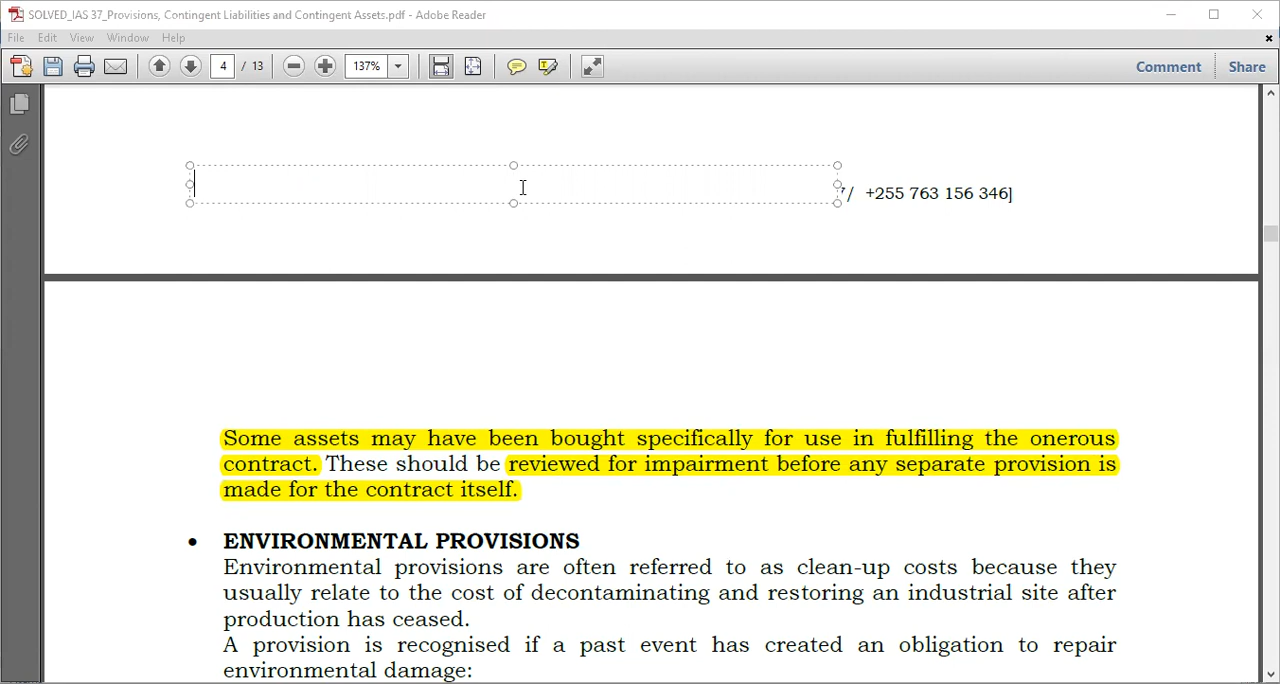 SOLVED_IAS 37_Provisions, Contingent Liabilities and Contingent Assets.pdf - Adobe Reader
File Edit View Window Help
4 / 13 137% Comment Share
/ +255 763 156 346]
Some assets may have been bought specifically for use in fulfilling the onerous
contract. These should be reviewed for impairment before any separate provision is
made for the contract itself.
• ENVIRONMENTAL PROVISIONS
Environmental provisions are often referred to as clean-up costs because they
usually relate to the cost of decontaminating and restoring an industrial site after
production has ceased.
A provision is recognised if a past event has created an obligation to repair
environmental damage: